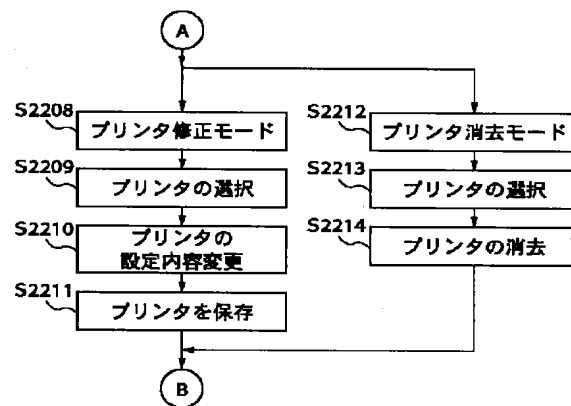 A
S2208
プリンタ修正モード
S2209
プリンタの選択
S2210
プリンタの
設定内容変更
S2211
プリンタを保存
S2212
プリンタ消去モード
S2213
プリンタの選択
S2214
プリンタの消去
B